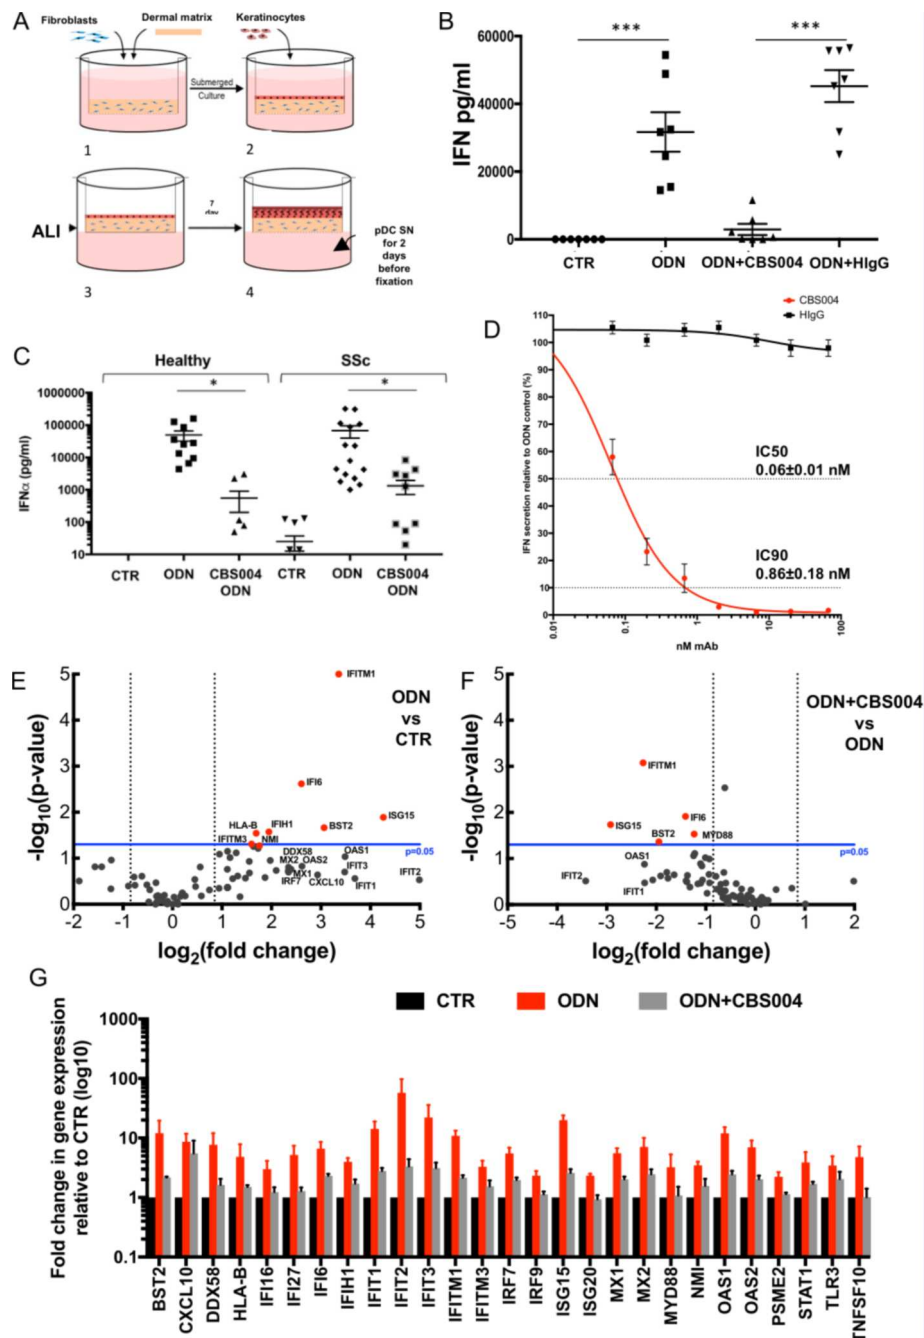 A
Fibroblasts
Dermal matrix
Keratinocytes
Submerged
Culture
1
2
ALI
7
3
4
pDC SN
for 2
days
before
fixation
B
***
***
IFN pg/ml
60000
40000
20000
0
CTR
ODN
ODN+CBS004
ODN+HIgG
C
Healthy
SSc
*
*
IFNα (pg/ml)
1000000
100000
10000
1000
100
10
CTR
ODN
CBS004
ODN
CTR
ODN
CBS004
ODN
D
CBS004
HIgG
IFN secretion relative to ODN control (%)
110
100
90
80
70
60
50
40
30
20
10
0
IC50
0.06±0.01 nM
IC90
0.86±0.18 nM
0.01
0.1
1
10
100
nM mAb
E
ODN
vs
CTR
-log10(p-value)
5
4
3
2
1
0
IFITM1
IFI6
ISG15
BST2
HLA-B
IFIH1
IFITM3
NMI
p=0.05
DDX58
OAS1
MX2
OAS2
IFIT3
MX1
IRF7
CXCL10
IFIT1
IFIT2
-2
-1
0
1
2
3
4
5
log2(fold change)
F
ODN+CBS004
vs
ODN
-log10(p-value)
5
4
3
2
1
0
IFITM1
ISG15
IFI6
BST2
MYD88
p=0.05
OAS1
IFIT2
IFIT1
-5
-4
-3
-2
-1
0
1
2
log2(fold change)
G
CTR
ODN
ODN+CBS004
Fold change in gene expression
relative to CTR (log10)
1000
100
10
1
0.1
BST2
CXCL10
DDX58
HLA-B
IFI16
IFI27
IFI6
IFIH1
IFIT1
IFIT2
IFIT3
IFITM1
IFITM3
IRF7
IRF9
ISG15
ISG20
MX1
MX2
MYD88
NMI
OAS1
OAS2
PSME2
STAT1
TLR3
TNFSF10